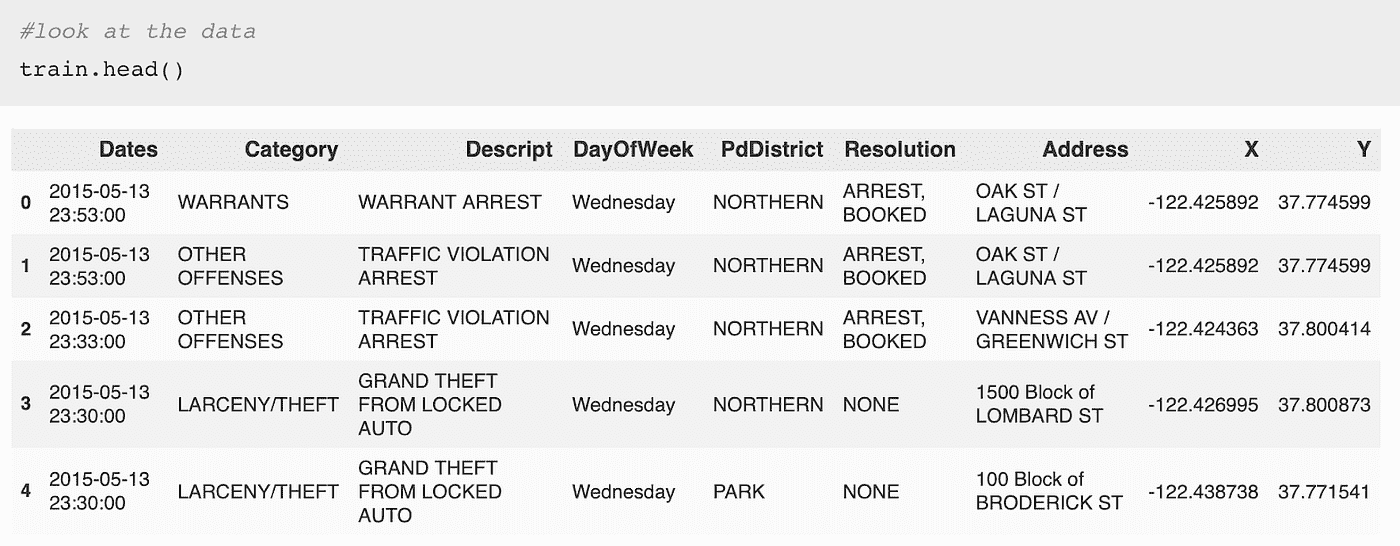 #look at the data
train.head()
Dates Category Descript DayOfWeek PdDistrict Resolution Address X Y
0 2015-05-13 23:53:00 WARRANTS WARRANT ARREST Wednesday NORTHERN ARREST, BOOKED OAK ST / LAGUNA ST -122.425892 37.774599
1 2015-05-13 23:53:00 OTHER OFFENSES TRAFFIC VIOLATION ARREST Wednesday NORTHERN ARREST, BOOKED OAK ST / LAGUNA ST -122.425892 37.774599
2 2015-05-13 23:33:00 OTHER OFFENSES TRAFFIC VIOLATION ARREST Wednesday NORTHERN ARREST, BOOKED VANNESS AV / GREENWICH ST -122.424363 37.800414
3 2015-05-13 23:30:00 LARCENY/THEFT GRAND THEFT FROM LOCKED AUTO Wednesday NORTHERN NONE 1500 Block of LOMBARD ST -122.426995 37.800873
4 2015-05-13 23:30:00 LARCENY/THEFT GRAND THEFT FROM LOCKED AUTO Wednesday PARK NONE 100 Block of BRODERICK ST -122.438738 37.771541